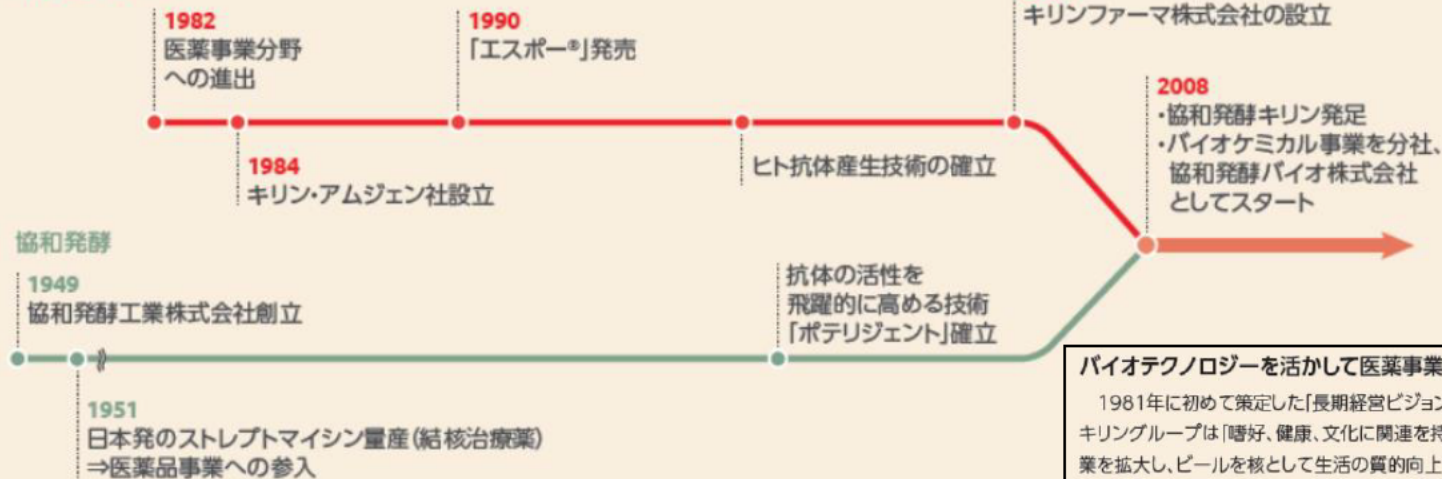 1982
医薬事業分野
への進出
1990
「エスポー®」発売
キリンファーマ株式会社の設立
1984
キリン・アムジェン社設立
ヒト抗体産生技術の確立
2008
・協和発酵キリン発足
・バイオケミカル事業を分社、
協和発酵バイオ株式会社
としてスタート
協和発酵
1949
協和発酵工業株式会社創立
抗体の活性を
飛躍的に高める技術
「ポテリジェント」確立
1951
日本発のストレプトマイシン量産(結核治療薬)
⇒医薬品事業への参入
バイオテクノロジーを活かして医薬事業
1981年に初めて策定した「長期経営ビジョン
キリングループは「嗜好、健康、文化に関連を持
業を拡大し、ビールを核として生活の質的向上